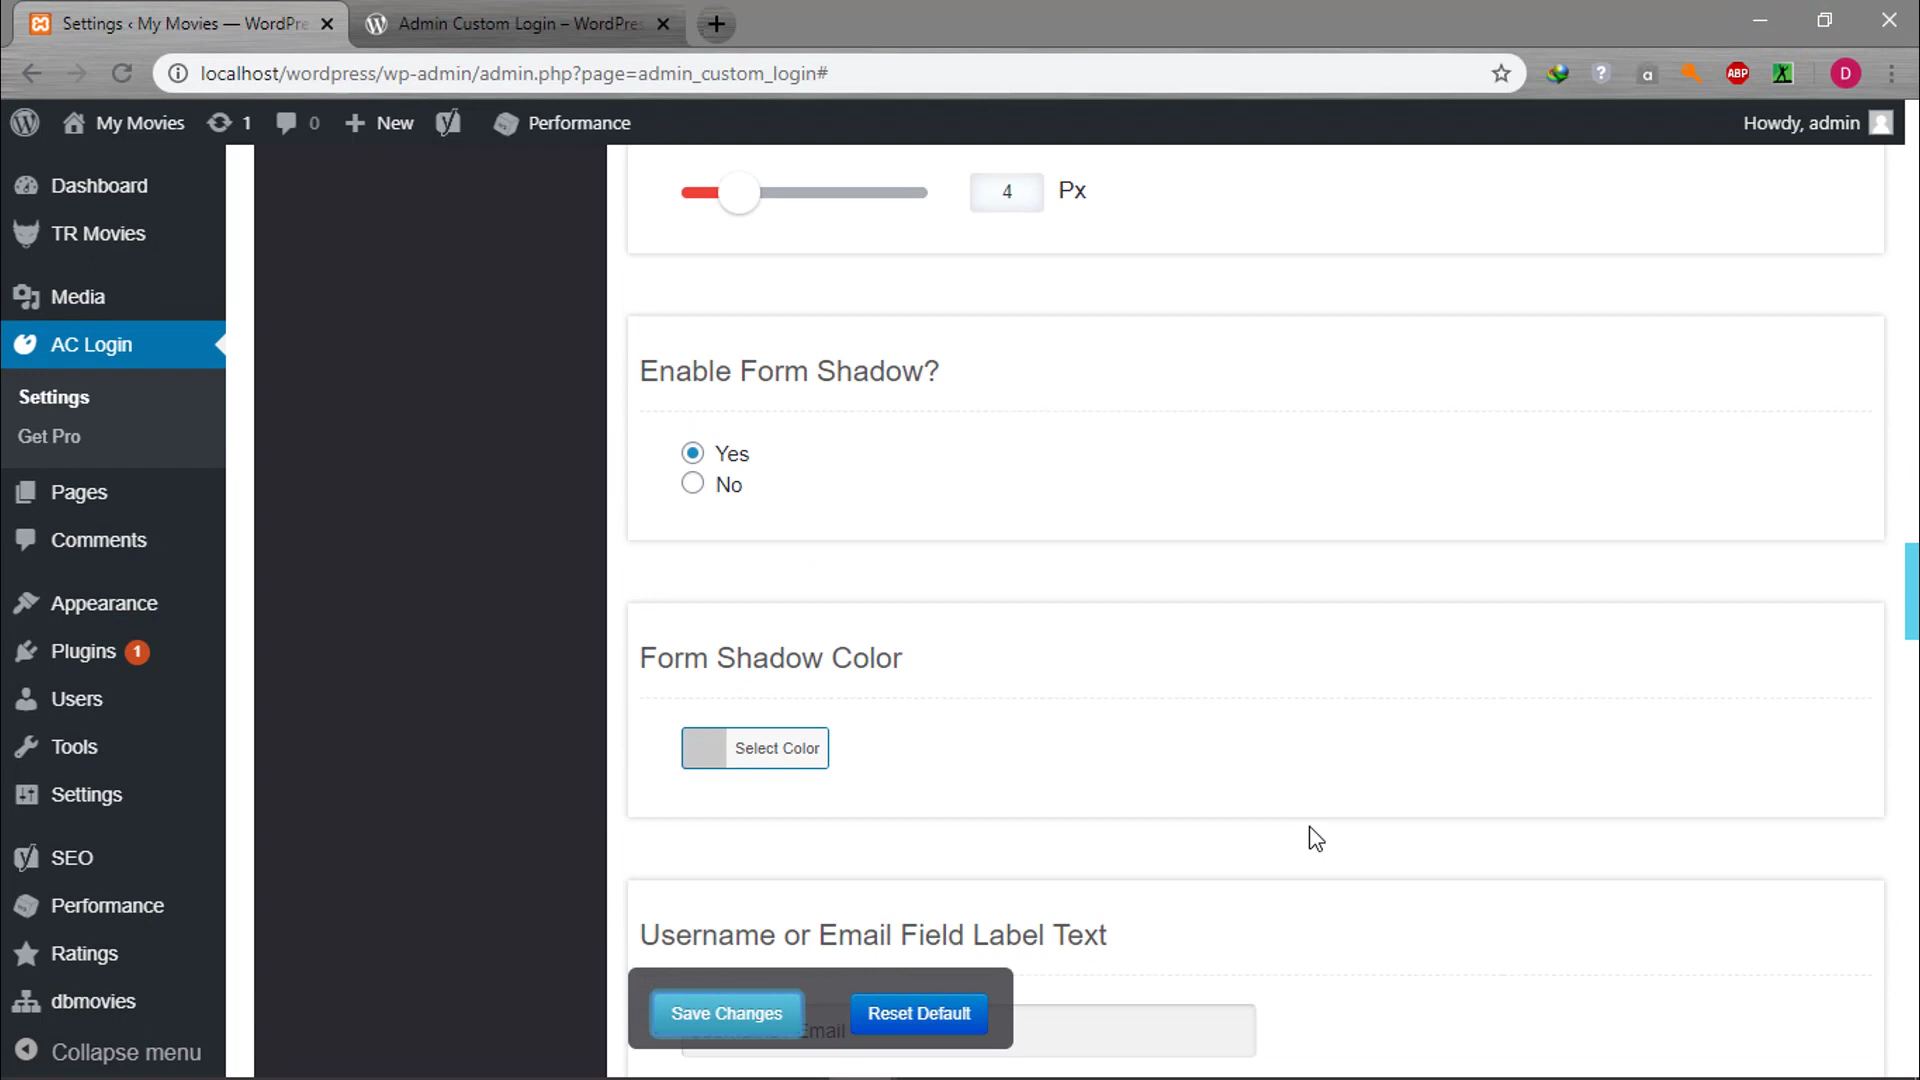 Settings ‹ My Movies — WordPre
Admin Custom Login – WordPres
localhost/wordpress/wp-admin/admin.php?page=admin_custom_login#
ABP
D
My Movies
1
0
New
Performance
Howdy, admin
Dashboard
TR Movies
Media
AC Login
Settings
Get Pro
Pages
Comments
Appearance
Plugins 1
Users
Tools
Settings
SEO
Performance
Ratings
dbmovies
Collapse menu
4 Px
Enable Form Shadow?
Yes
No
Form Shadow Color
Select Color
Username or Email Field Label Text
Email
Save Changes
Reset Default